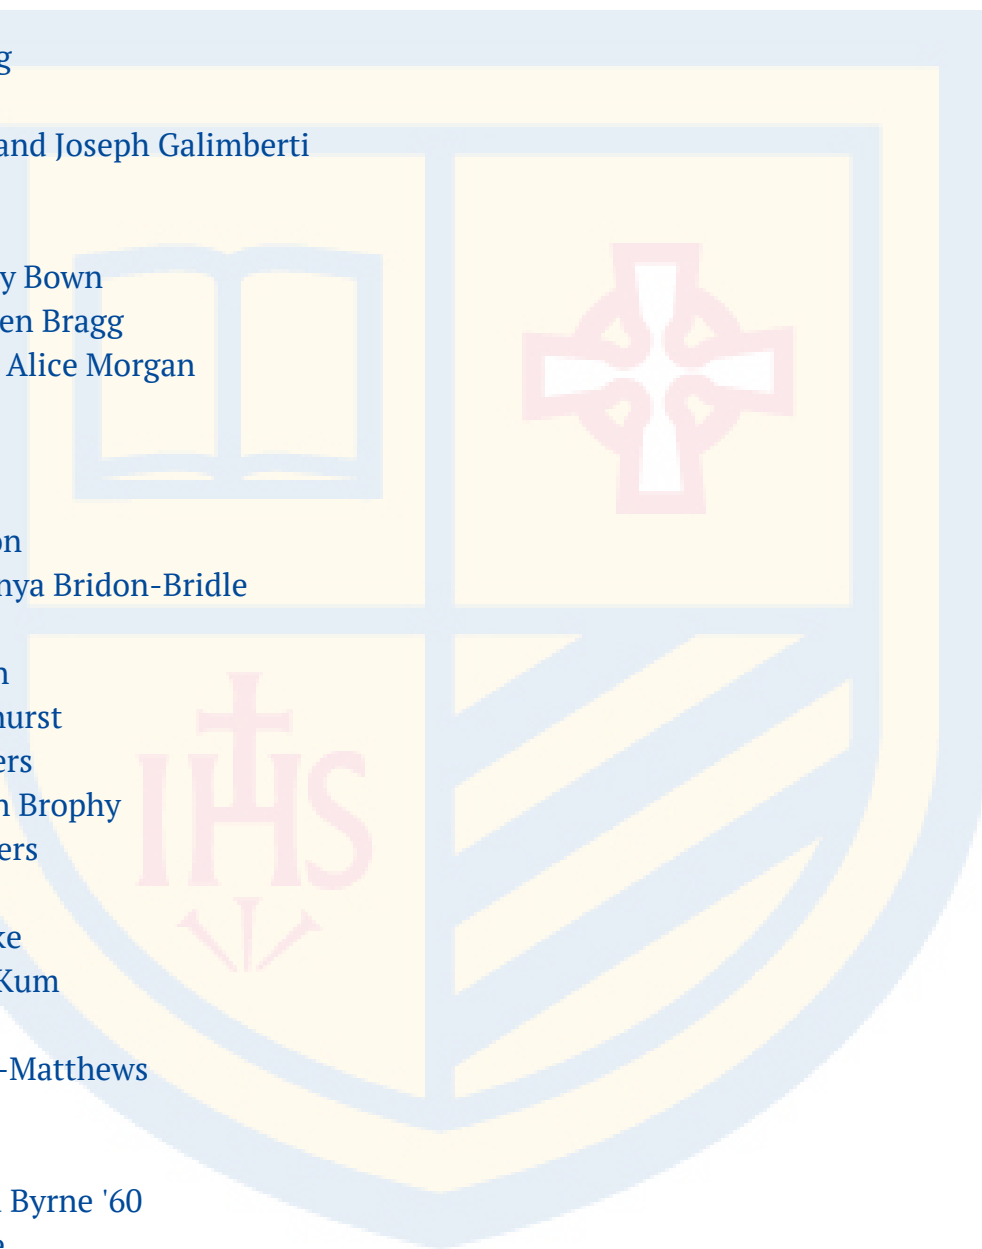 g
and Joseph Galimberti
y Bown
en Bragg
Alice Morgan
on
nya Bridon-Bridle
n
hurst
ers
n Brophy
ers
ke
Kum
-Matthews
Byrne '60
IHS